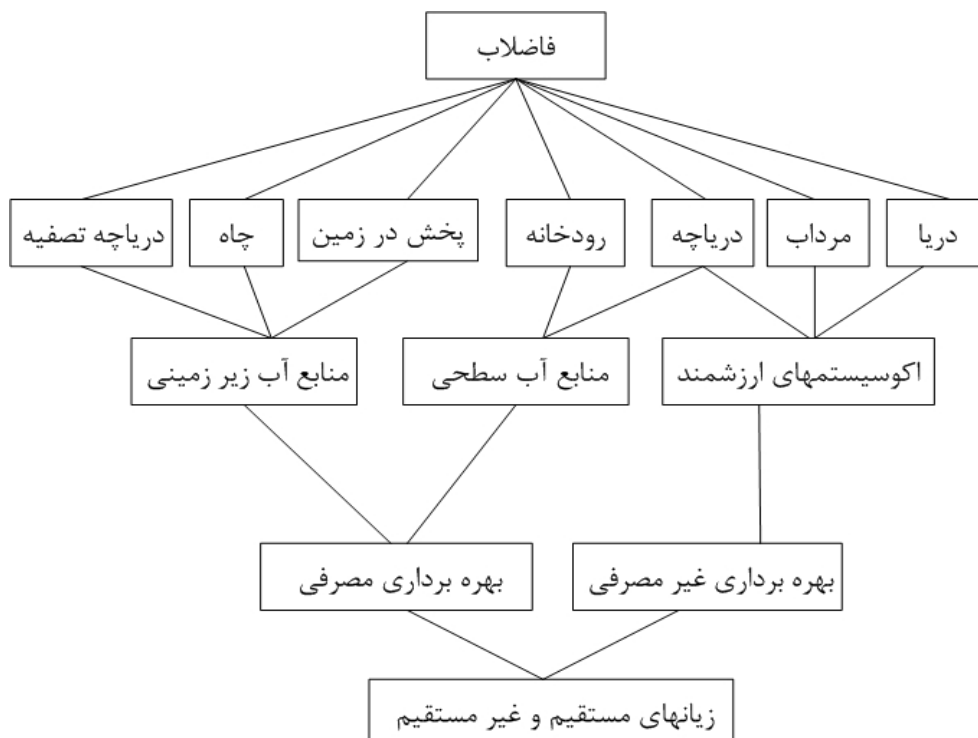 فاضلاب
دریا
مرداب
دریاچه
رودخانه
پخش در زمین
چاه
دریاچه تصفیه
اکوسیستمهای ارزشمند
منابع آب سطحی
منابع آب زیر زمینی
بهره برداری غیر مصرفی
بهره برداری مصرفی
زیانهای مستقیم و غیر مستقیم